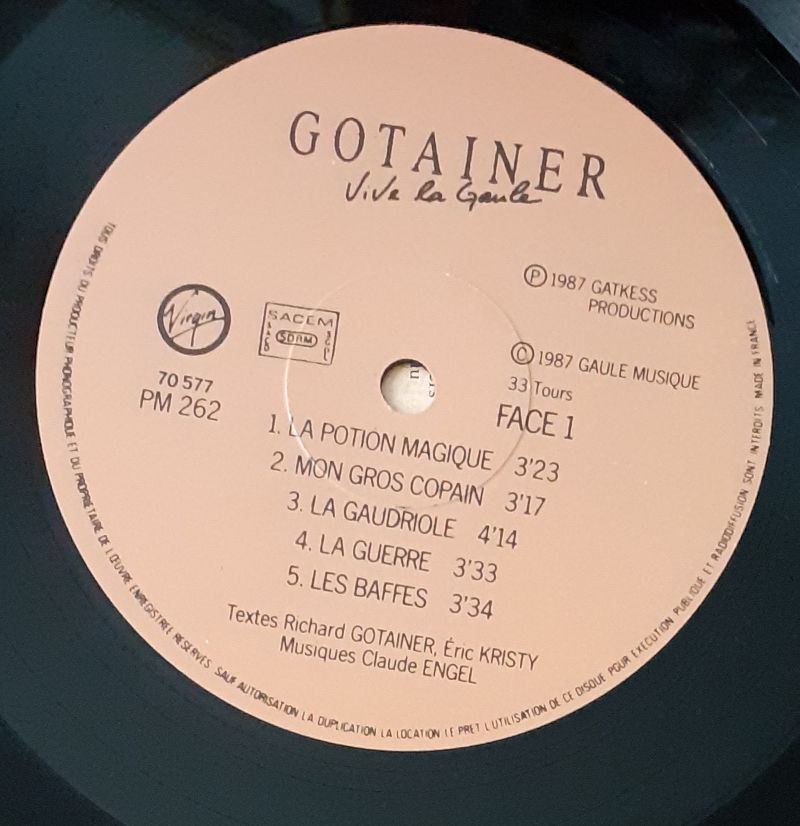 GOTAINER
Vive la Gaule
Ⓟ 1987 GATKESS
PRODUCTIONS
Virgin
SACEM
SDRM
SACD
SGDL
© 1987 GAULE MUSIQUE
33 Tours
70 577
PM 262
FACE 1
1. LA POTION MAGIQUE 3'23
2. MON GROS COPAIN 3'17
3. LA GAUDRIOLE 4'14
4. LA GUERRE 3'33
5. LES BAFFES 3'34
Textes Richard GOTAINER, Éric KRISTY
Musiques Claude ENGEL
TOUS DROITS DU PRODUCTEUR PHONOGRAPHIQUE ET DU PROPRIETAIRE DE L'ŒUVRE ENREGISTREE RESERVES. SAUF AUTORISATION LA DUPLICATION LA LOCATION LE PRET L'UTILISATION DE CE DISQUE POUR EXECUTION PUBLIQUE ET RADIODIFFUSION SONT INTERDITS MADE IN FRANCE